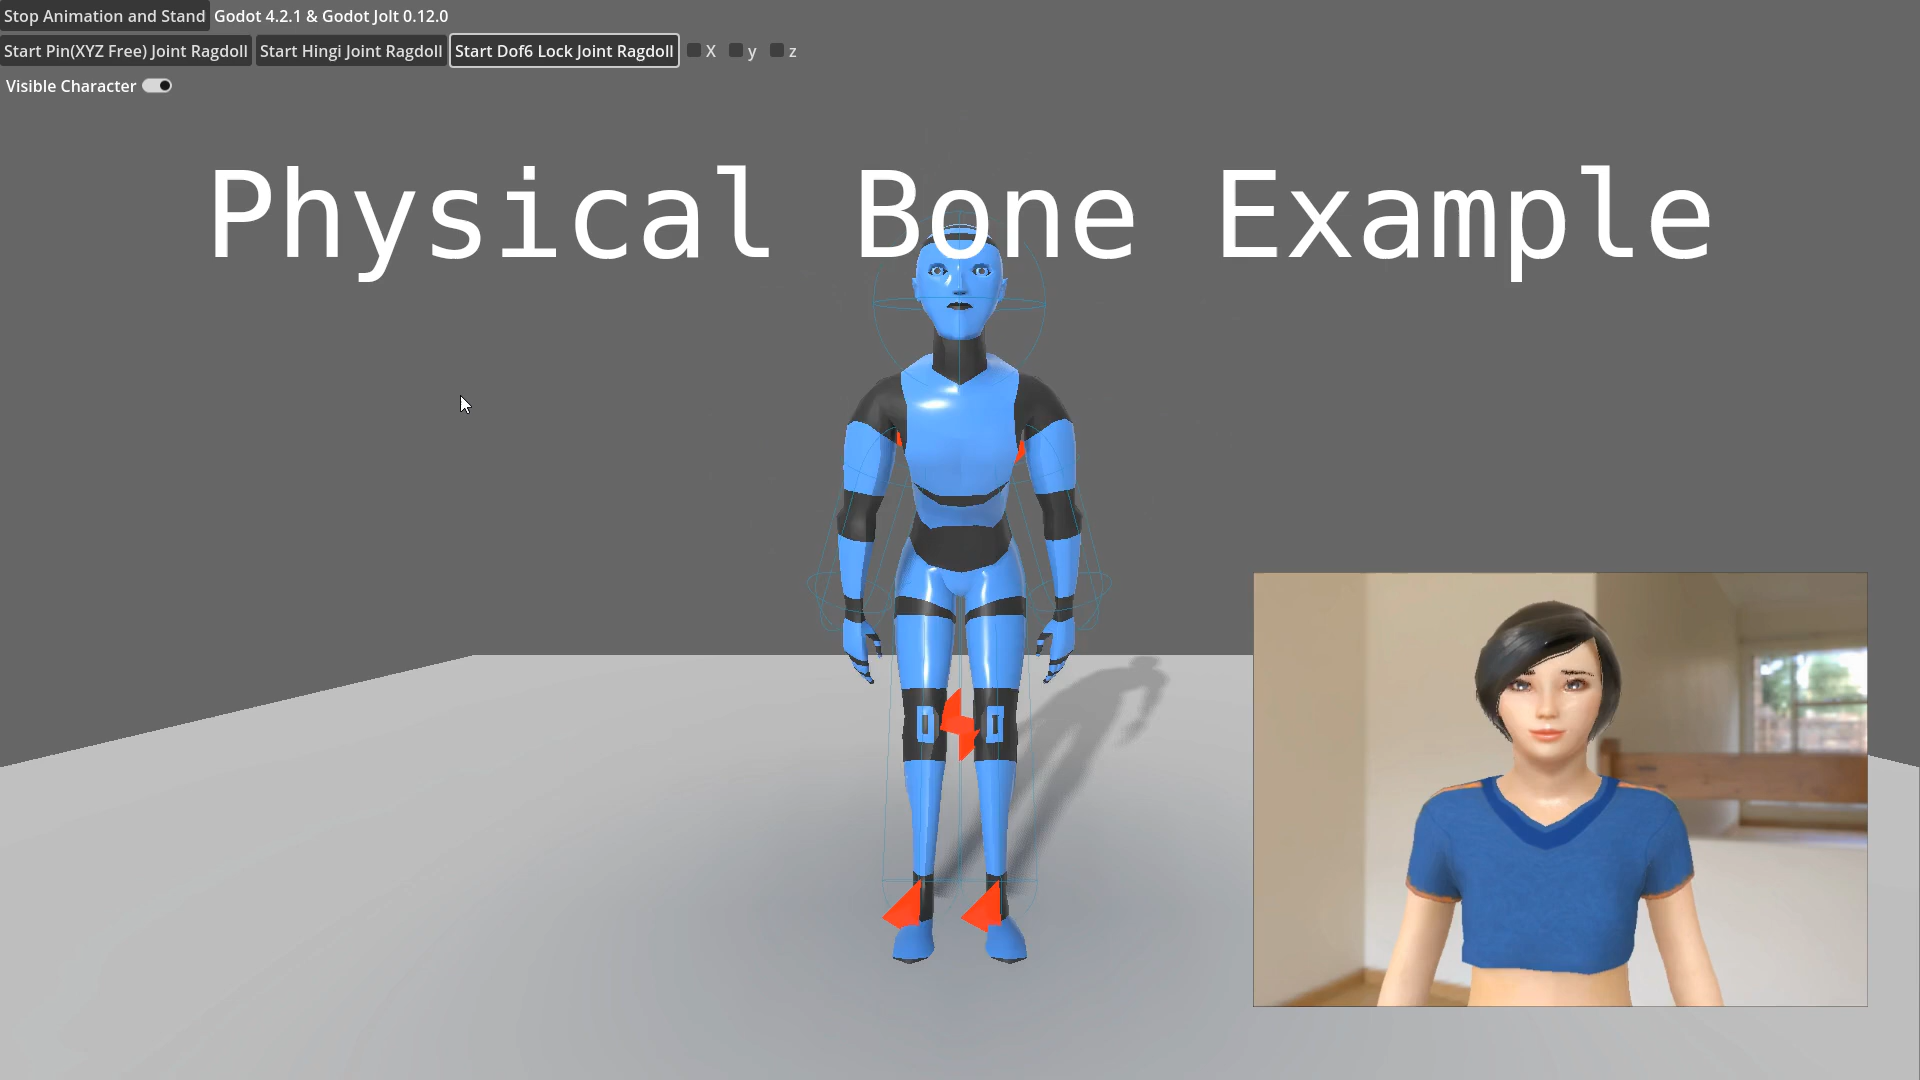 Stop Animation and Stand Godot 4.2.1 & Godot Jolt 0.12.0
Start Pin(XYZ Free) Joint Ragdoll Start Hingi Joint Ragdoll Start Dof6 Lock Joint Ragdoll X y z
Visible Character
Physical Bone Example